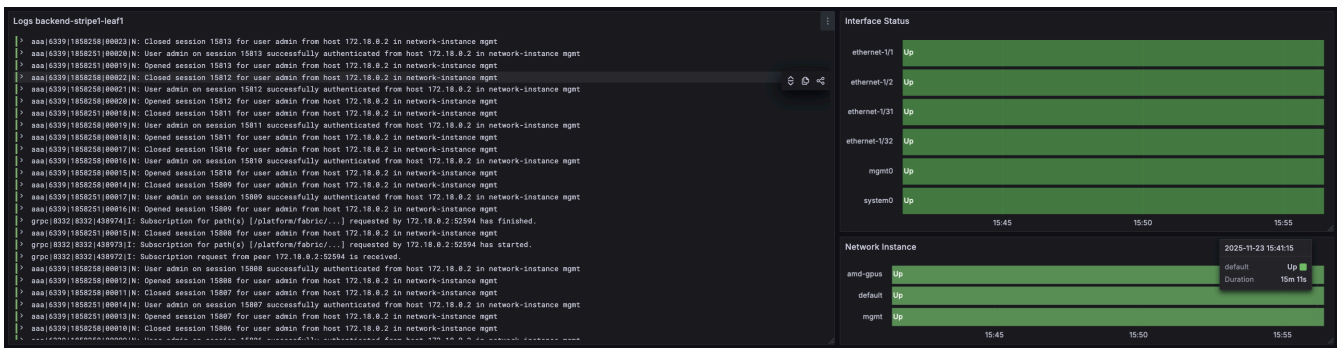 Logs backend-stripe1-leaf1
aaa|6339|1858258|00023|N: Closed session 15813 for user admin from host 172.18.0.2 in network-instance mgmt
aaa|6339|1858251|00020|N: User admin on session 15813 successfully authenticated from host 172.18.0.2 in network-instance mgmt
aaa|6339|1858251|00019|N: Opened session 15813 for user admin from host 172.18.0.2 in network-instance mgmt
aaa|6339|1858258|00022|N: Closed session 15812 for user admin from host 172.18.0.2 in network-instance mgmt
aaa|6339|1858258|00021|N: User admin on session 15812 successfully authenticated from host 172.18.0.2 in network-instance mgmt
aaa|6339|1858258|00020|N: Opened session 15812 for user admin from host 172.18.0.2 in network-instance mgmt
aaa|6339|1858251|00018|N: Closed session 15811 for user admin from host 172.18.0.2 in network-instance mgmt
aaa|6339|1858258|00019|N: User admin on session 15811 successfully authenticated from host 172.18.0.2 in network-instance mgmt
aaa|6339|1858258|00018|N: Opened session 15811 for user admin from host 172.18.0.2 in network-instance mgmt
aaa|6339|1858258|00017|N: Closed session 15810 for user admin from host 172.18.0.2 in network-instance mgmt
aaa|6339|1858258|00016|N: User admin on session 15810 successfully authenticated from host 172.18.0.2 in network-instance mgmt
aaa|6339|1858258|00015|N: Opened session 15810 for user admin from host 172.18.0.2 in network-instance mgmt
aaa|6339|1858258|00014|N: Closed session 15809 for user admin from host 172.18.0.2 in network-instance mgmt
aaa|6339|1858251|00017|N: User admin on session 15809 successfully authenticated from host 172.18.0.2 in network-instance mgmt
aaa|6339|1858251|00016|N: Opened session 15809 for user admin from host 172.18.0.2 in network-instance mgmt
grpc|8332|8332|438974|I: Subscription for path(s) [/platform/fabric/...] requested by 172.18.0.2:52594 has finished.
aaa|6339|1858251|00015|N: Closed session 15808 for user admin from host 172.18.0.2 in network-instance mgmt
grpc|8332|8332|438973|I: Subscription for path(s) [/platform/fabric/...] requested by 172.18.0.2:52594 has started.
grpc|8332|8332|438972|I: Subscription request from peer 172.18.0.2:52594 is received.
aaa|6339|1858258|00013|N: User admin on session 15808 successfully authenticated from host 172.18.0.2 in network-instance mgmt
aaa|6339|1858258|00012|N: Opened session 15808 for user admin from host 172.18.0.2 in network-instance mgmt
aaa|6339|1858258|00011|N: Closed session 15807 for user admin from host 172.18.0.2 in network-instance mgmt
aaa|6339|1858251|00014|N: User admin on session 15807 successfully authenticated from host 172.18.0.2 in network-instance mgmt
aaa|6339|1858251|00013|N: Opened session 15807 for user admin from host 172.18.0.2 in network-instance mgmt
aaa|6339|1858258|00010|N: Closed session 15806 for user admin from host 172.18.0.2 in network-instance mgmt
Interface Status
ethernet-1/1 Up
ethernet-1/2 Up
ethernet-1/31 Up
ethernet-1/32 Up
mgmt0 Up
system0 Up
15:45 15:50 15:55
Network Instance
2025-11-23 15:41:15
default Up
Duration 15m 11s
amd-gpus Up
default Up
mgmt Up
15:45 15:50 15:55